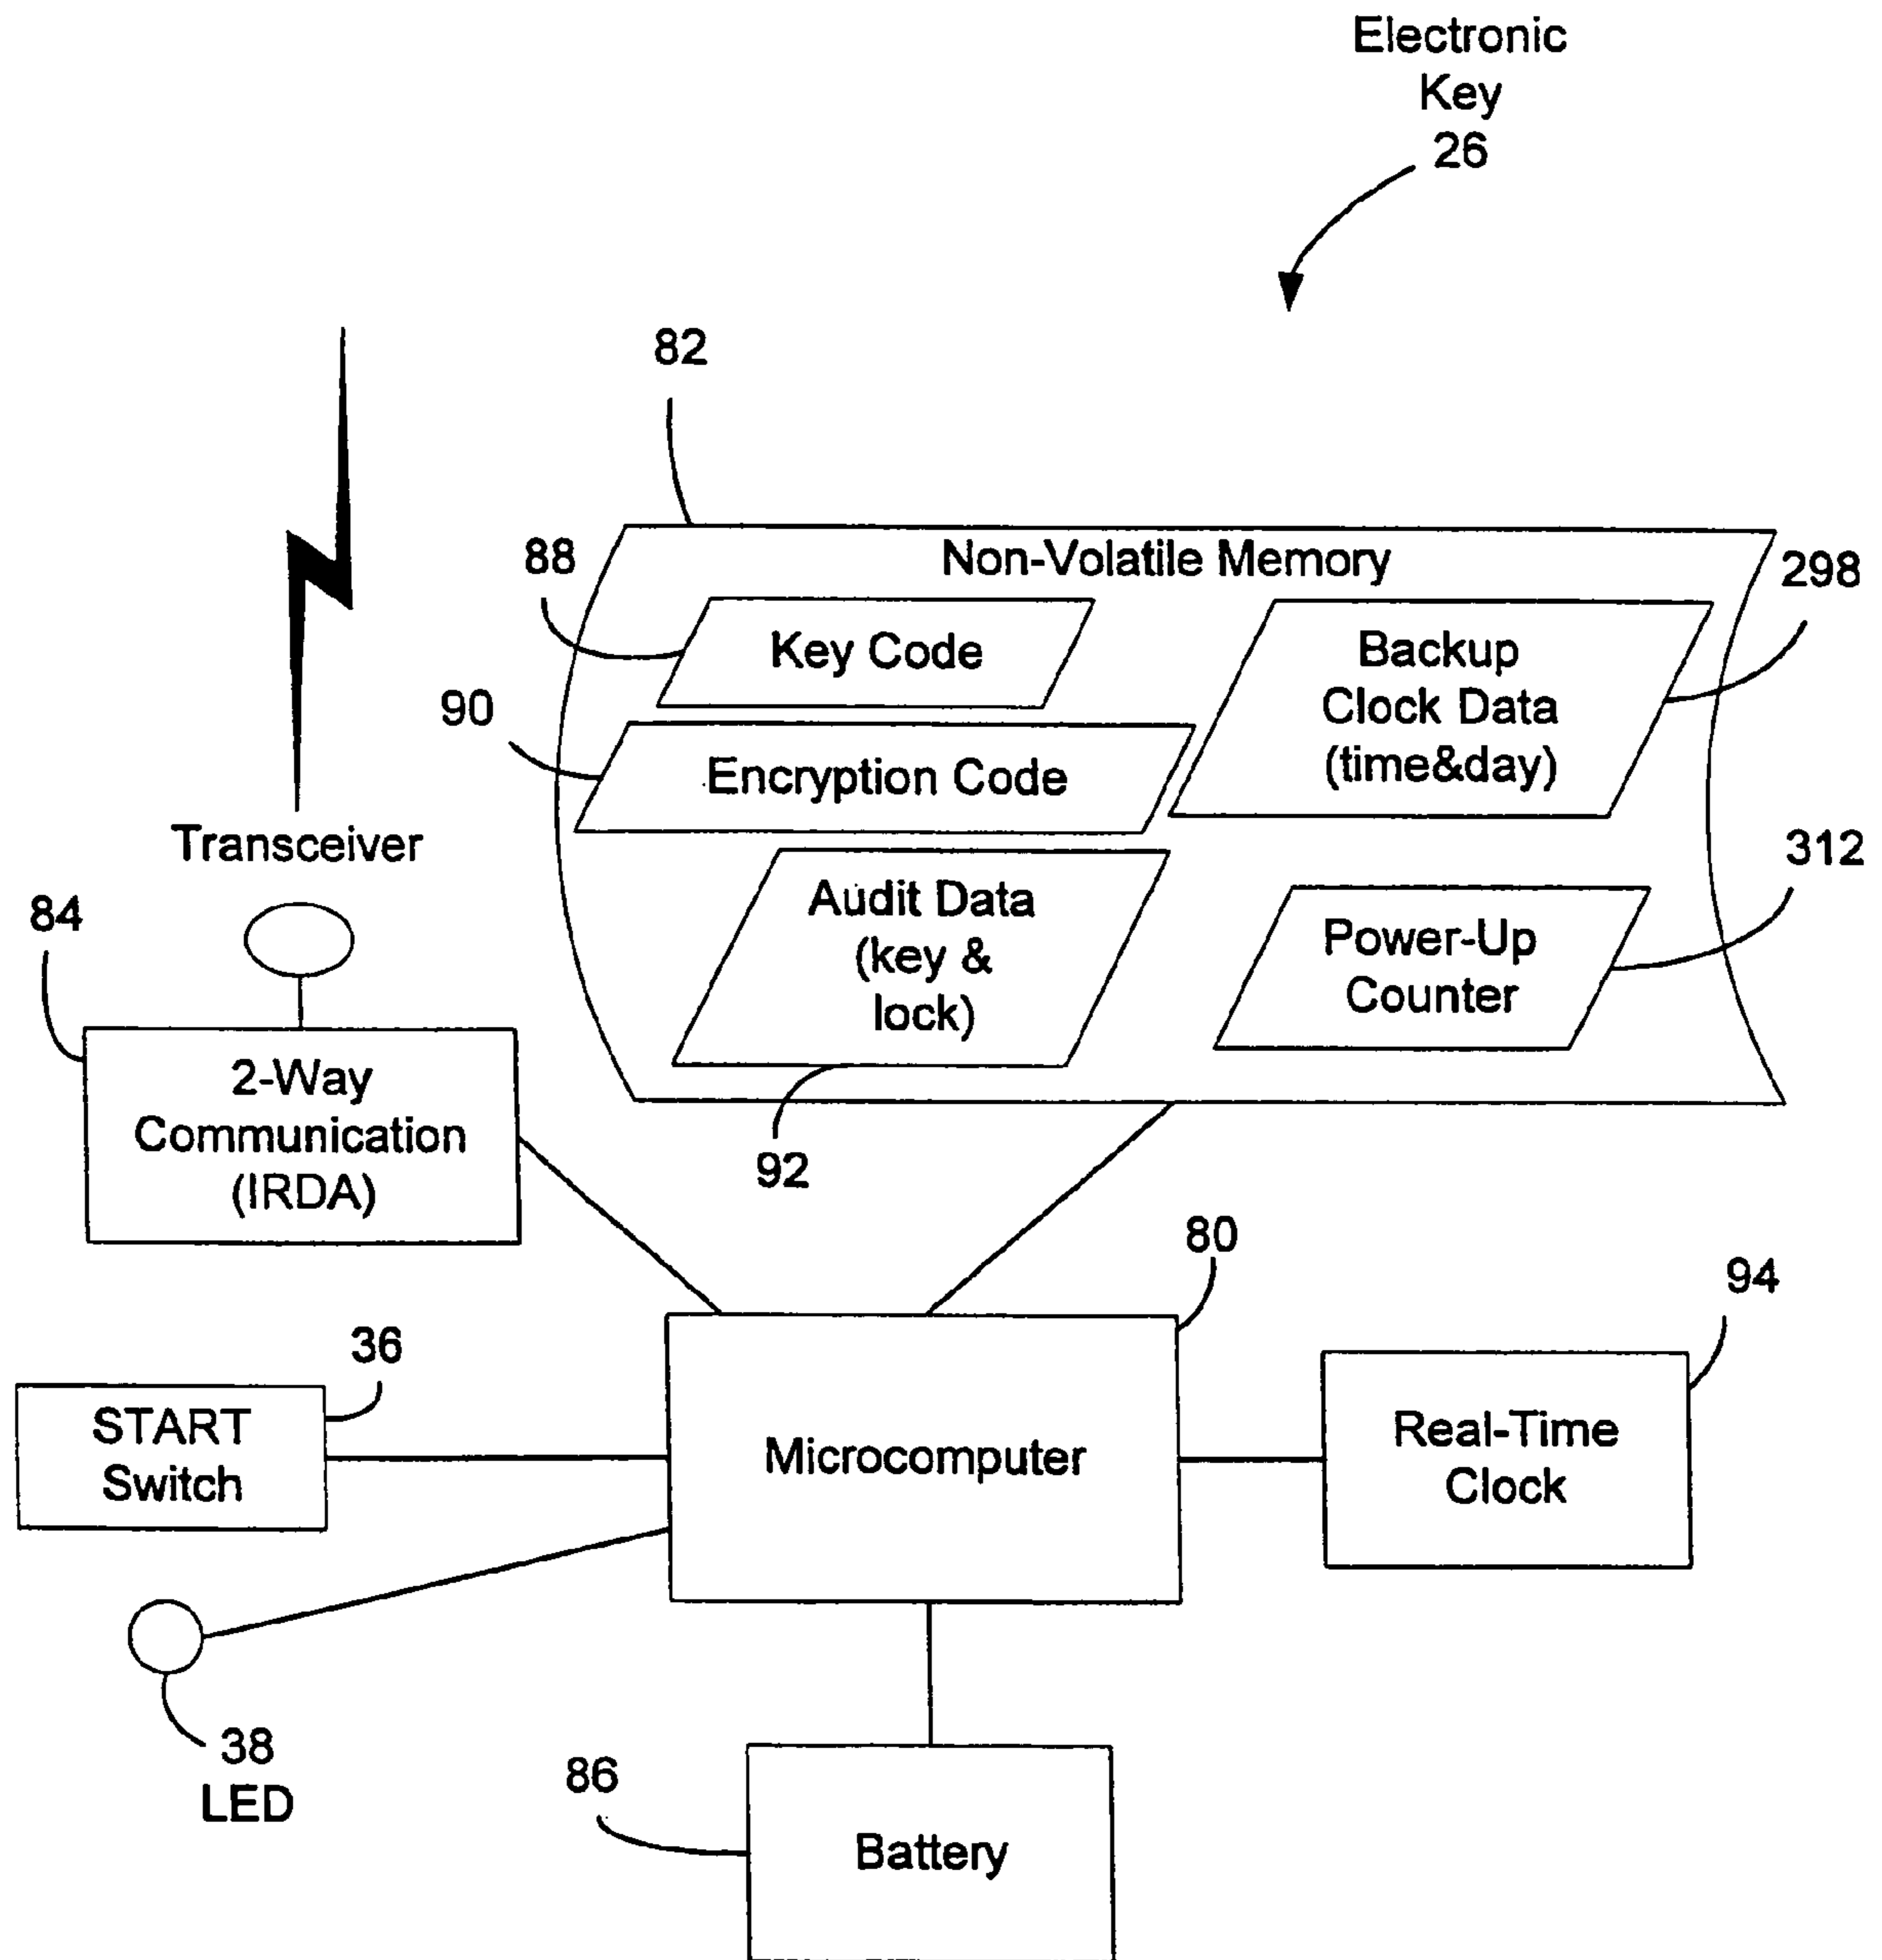 Electronic
Key
26
82
Non-Volatile Memory
88
298
Key Code
Backup
Clock Data
(time&day)
90
Encryption Code
Transceiver
312
Audit Data
(key &
lock)
Power-Up
Counter
84
2-Way
Communication
(IRDA)
92
80
94
36
START
Switch
Microcomputer
Real-Time
Clock
38
LED
86
Battery